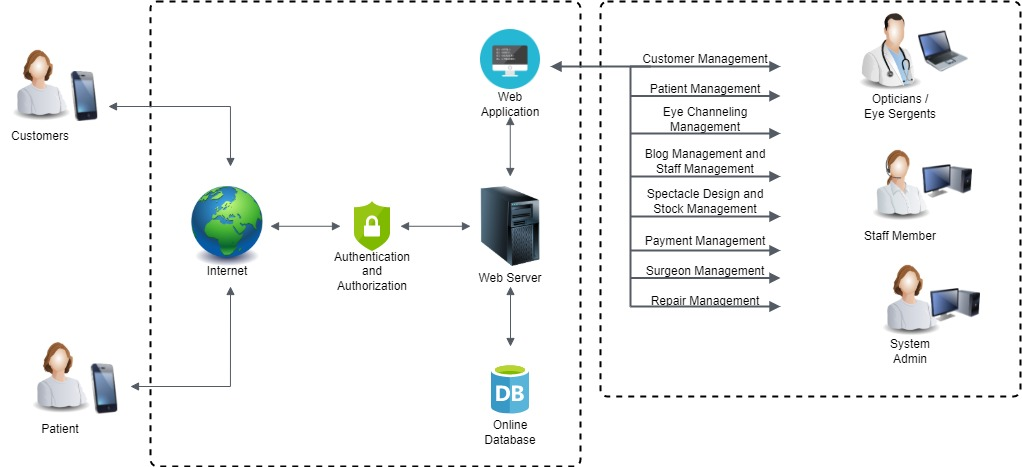 Customers
Patient
Internet
Authentication
and
Authorization
Web
Application
Web Server
DB
Online
Database
Customer Management
Patient Management
Eye Channeling
Management
Blog Management and
Staff Management
Spectacle Design and
Stock Management
Payment Management
Surgeon Management
Repair Management
Opticians /
Eye Sergents
Staff Member
System
Admin